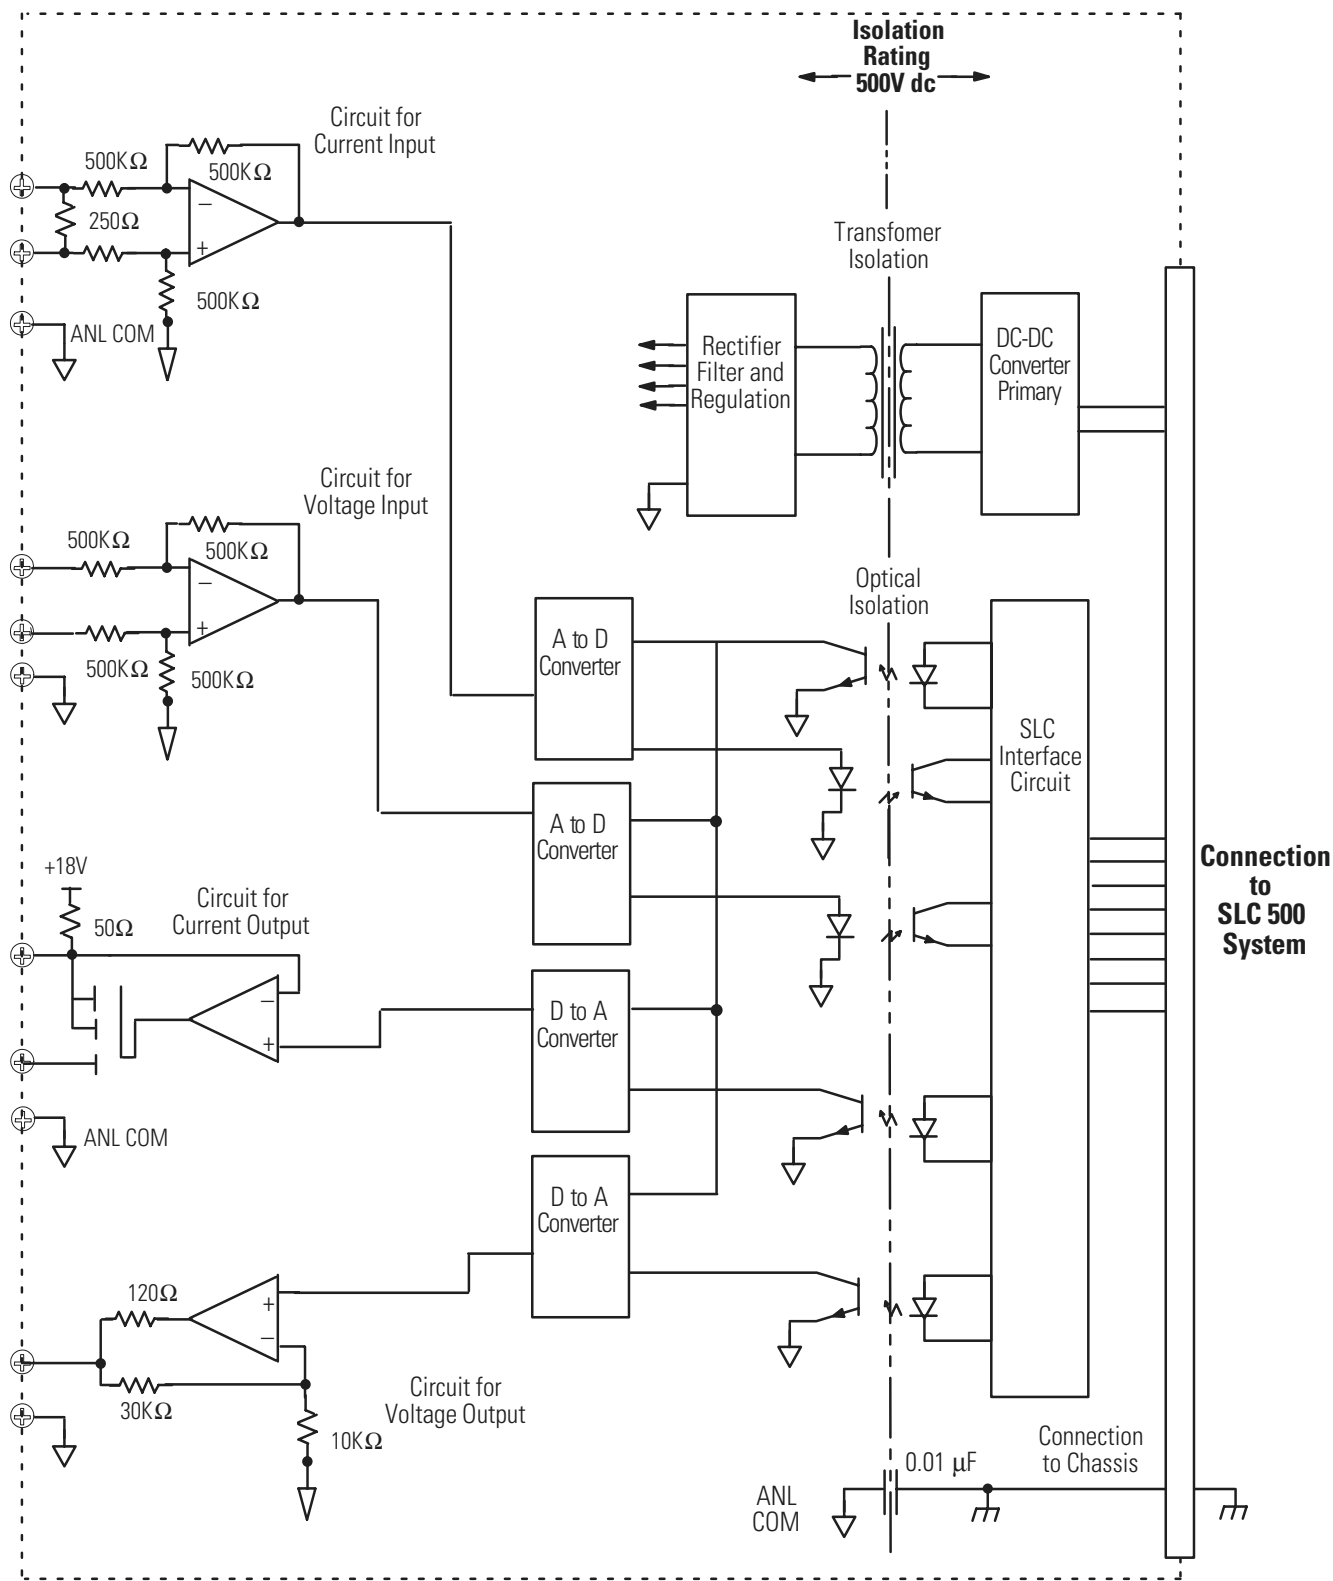 Isolation
Rating
500V dc
Circuit for
Current Input
500KΩ
500KΩ
250Ω
−
+
500KΩ
ANL COM
Transfomer
Isolation
Rectifier
Filter and
Regulation
DC-DC
Converter
Primary
Circuit for
Voltage Input
500KΩ
500KΩ
−
+
500KΩ
500KΩ
Optical
Isolation
A to D
Converter
SLC
Interface
Circuit
A to D
Converter
Connection
to
SLC 500
System
+18V
50Ω
Circuit for
Current Output
−
+
D to A
Converter
ANL COM
D to A
Converter
120Ω
+
−
30KΩ
Circuit for
Voltage Output
10KΩ
Connection
to Chassis
0.01 μF
ANL
COM